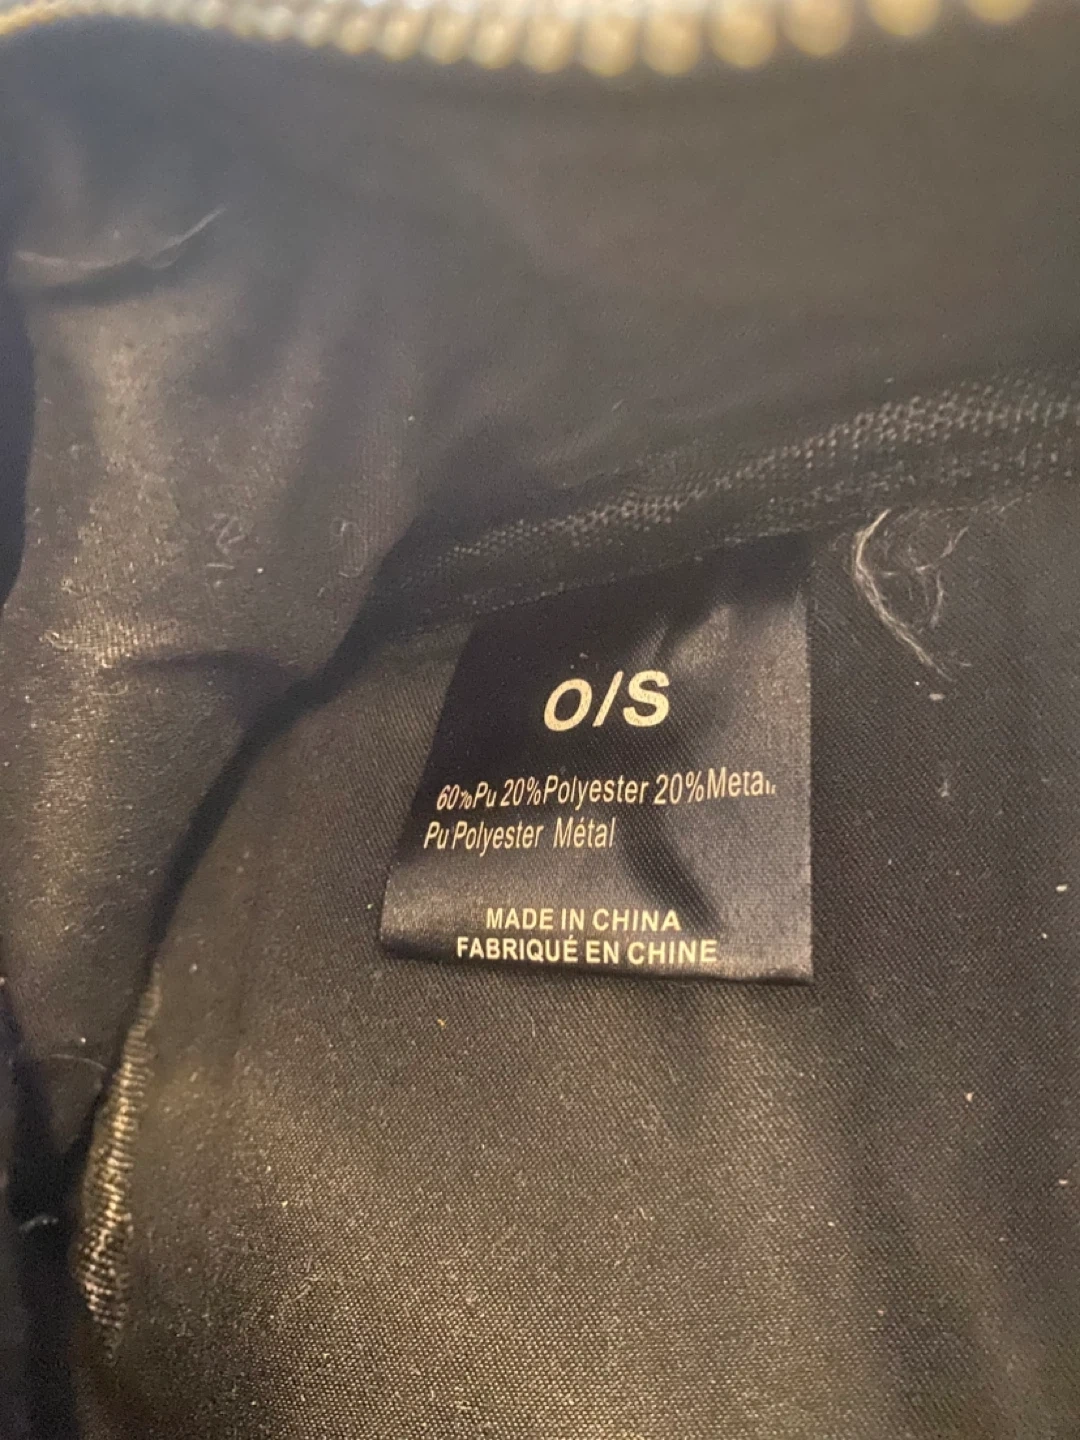 O/S
60%Pu 20%Polyester 20%Metal
Pu Polyester Métal
MADE IN CHINA
FABRIQUÉ EN CHINE